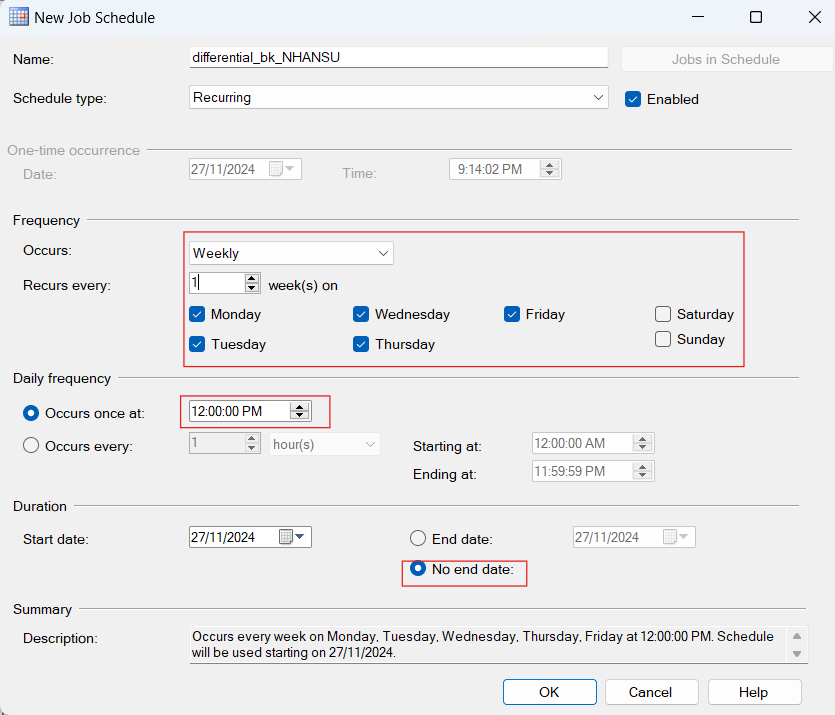 New Job Schedule
Name: differential_bk_NHANSU Jobs in Schedule
Schedule type: Recurring Enabled
One-time occurrence
Date: 27/11/2024 Time: 9:14:02 PM
Frequency
Occurs: Weekly
Recurs every: 1 week(s) on
Monday Wednesday Friday Saturday
Tuesday Thursday Sunday
Daily frequency
Occurs once at: 12:00:00 PM
Occurs every: 1 hour(s) Starting at: 12:00:00 AM
Ending at: 11:59:59 PM
Duration
Start date: 27/11/2024 End date: 27/11/2024
No end date:
Summary
Description: Occurs every week on Monday, Tuesday, Wednesday, Thursday, Friday at 12:00:00 PM. Schedule
will be used starting on 27/11/2024.
OK Cancel Help